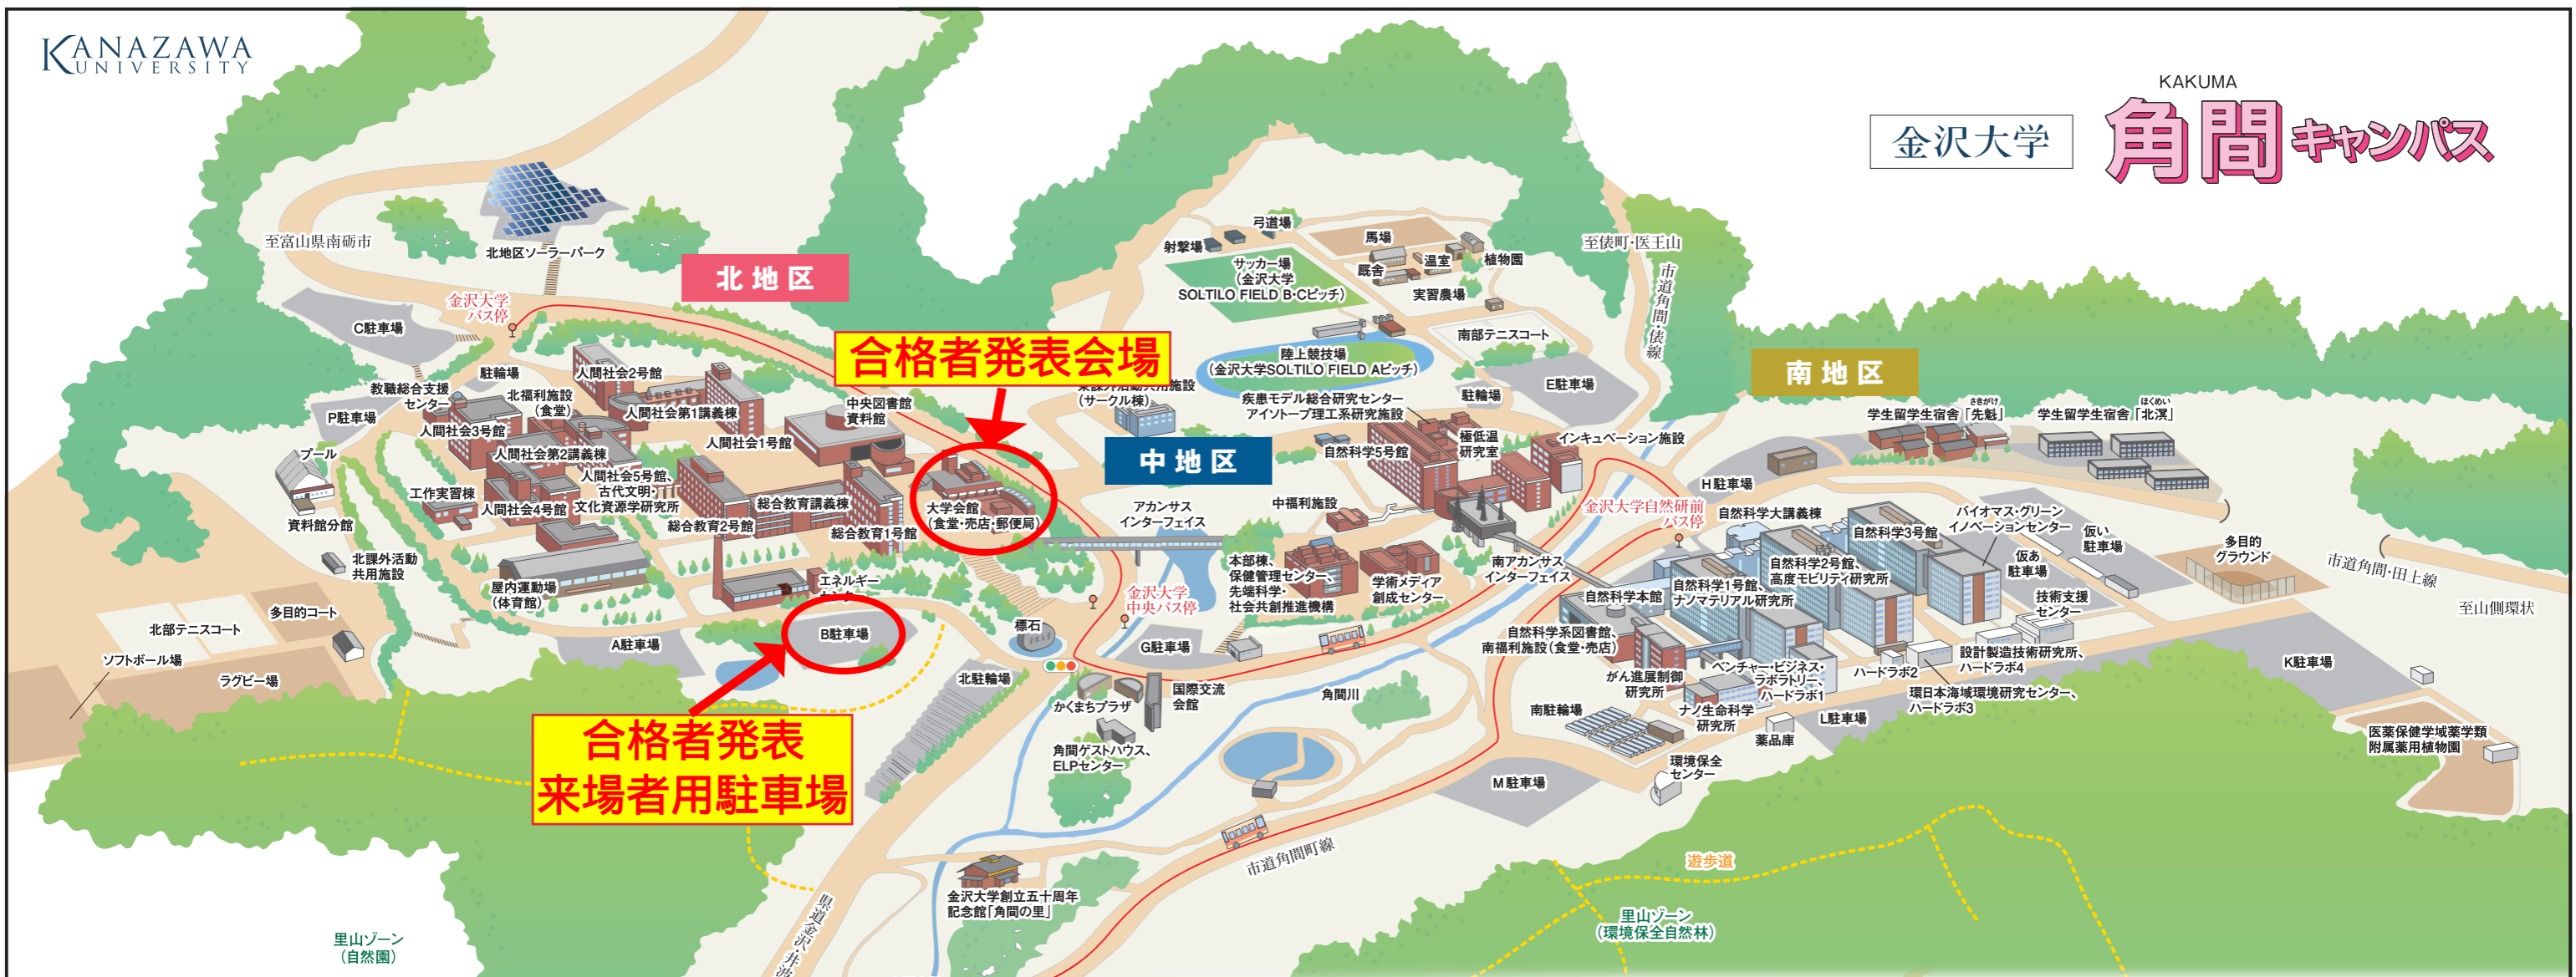 KANAZAWA
UNIVERSITY
KAKUMA
金沢大学
角間キャンパス
至富山県南砺市
北地区ソーラーパーク
北地区
金沢大学
バス停
C駐車場
合格者発表会場
弓道場
射撃場
馬場
サッカー場
(金沢大学
SOLTILO FIELD B・Cピッチ)
厩舎
温室
植物園
実習農場
至俵町・医王山
市道角間・俵線
南部テニスコート
陸上競技場
(金沢大学SOLTILO FIELD Aピッチ)
E駐車場
駐輪場
南地区
教職総合支援
センター
駐輪場
人間社会2号館
北福利施設
(食堂)
人間社会第1講義棟
P駐車場
人間社会3号館
人間社会第2講義棟
人間社会1号館
中央図書館
資料館
課外活動共用施設
(サークル棟)
疾患モデル総合研究センター
アイソトープ理工系研究施設
中地区
自然科学5号館
極低温
研究室
インキュベーション施設
さきがけ
学生留学生宿舎「先魁」
ほくめい
学生留学生宿舎「北溟」
プール
工作実習棟
人間社会4号館
人間社会5号館、
古代文明・
文化資源学研究所
総合教育2号館
総合教育講義棟
総合教育1号館
大学会館
(食堂・売店・郵便局)
アカンサス
インターフェイス
中福利施設
H駐車場
金沢大学自然研前
バス停
自然科学大講義棟
自然科学3号館
バイオマス・グリーン
イノベーションセンター
仮い
駐車場
多目的
グラウンド
市道角間・田上線
至山側環状
資料館分館
北課外活動
共用施設
屋内運動場
(体育館)
エネルギー
B駐車場
金沢大学
中央バス停
本部棟、
保健管理センター、
先端科学・
社会共創推進機構
学術メディア
創成センター
南アカンサス
インターフェイス
自然科学本館
自然科学1号館、
ナノマテリアル研究所
自然科学2号館、
高度モビリティ研究所
仮あ
駐車場
技術支援
センター
多目的コート
北部テニスコート
ソフトボール場
ラグビー場
A駐車場
標石
G駐車場
自然科学系図書館、
南福利施設(食堂・売店)
がん進展制御
研究所
ベンチャー・ビジネス・
ラボラトリー、
ハードラボ1
ハードラボ2
設計製造技術研究所、
ハードラボ4
環日本海域環境研究センター、
ハードラボ3
K駐車場
北駐輪場
かくまちプラザ
国際交流
会館
角間川
南駐輪場
ナノ生命科学
研究所
薬品庫
L駐車場
医薬保健学域薬学類
附属薬用植物園
合格者発表
来場者用駐車場
角間ゲストハウス、
ELPセンター
M駐車場
環境保全
センター
市道角間町線
遊歩道
金沢大学創立五十周年
記念館「角間の里」
県道金沢・井波
里山ゾーン
(自然園)
里山ゾーン
(環境保全自然林)